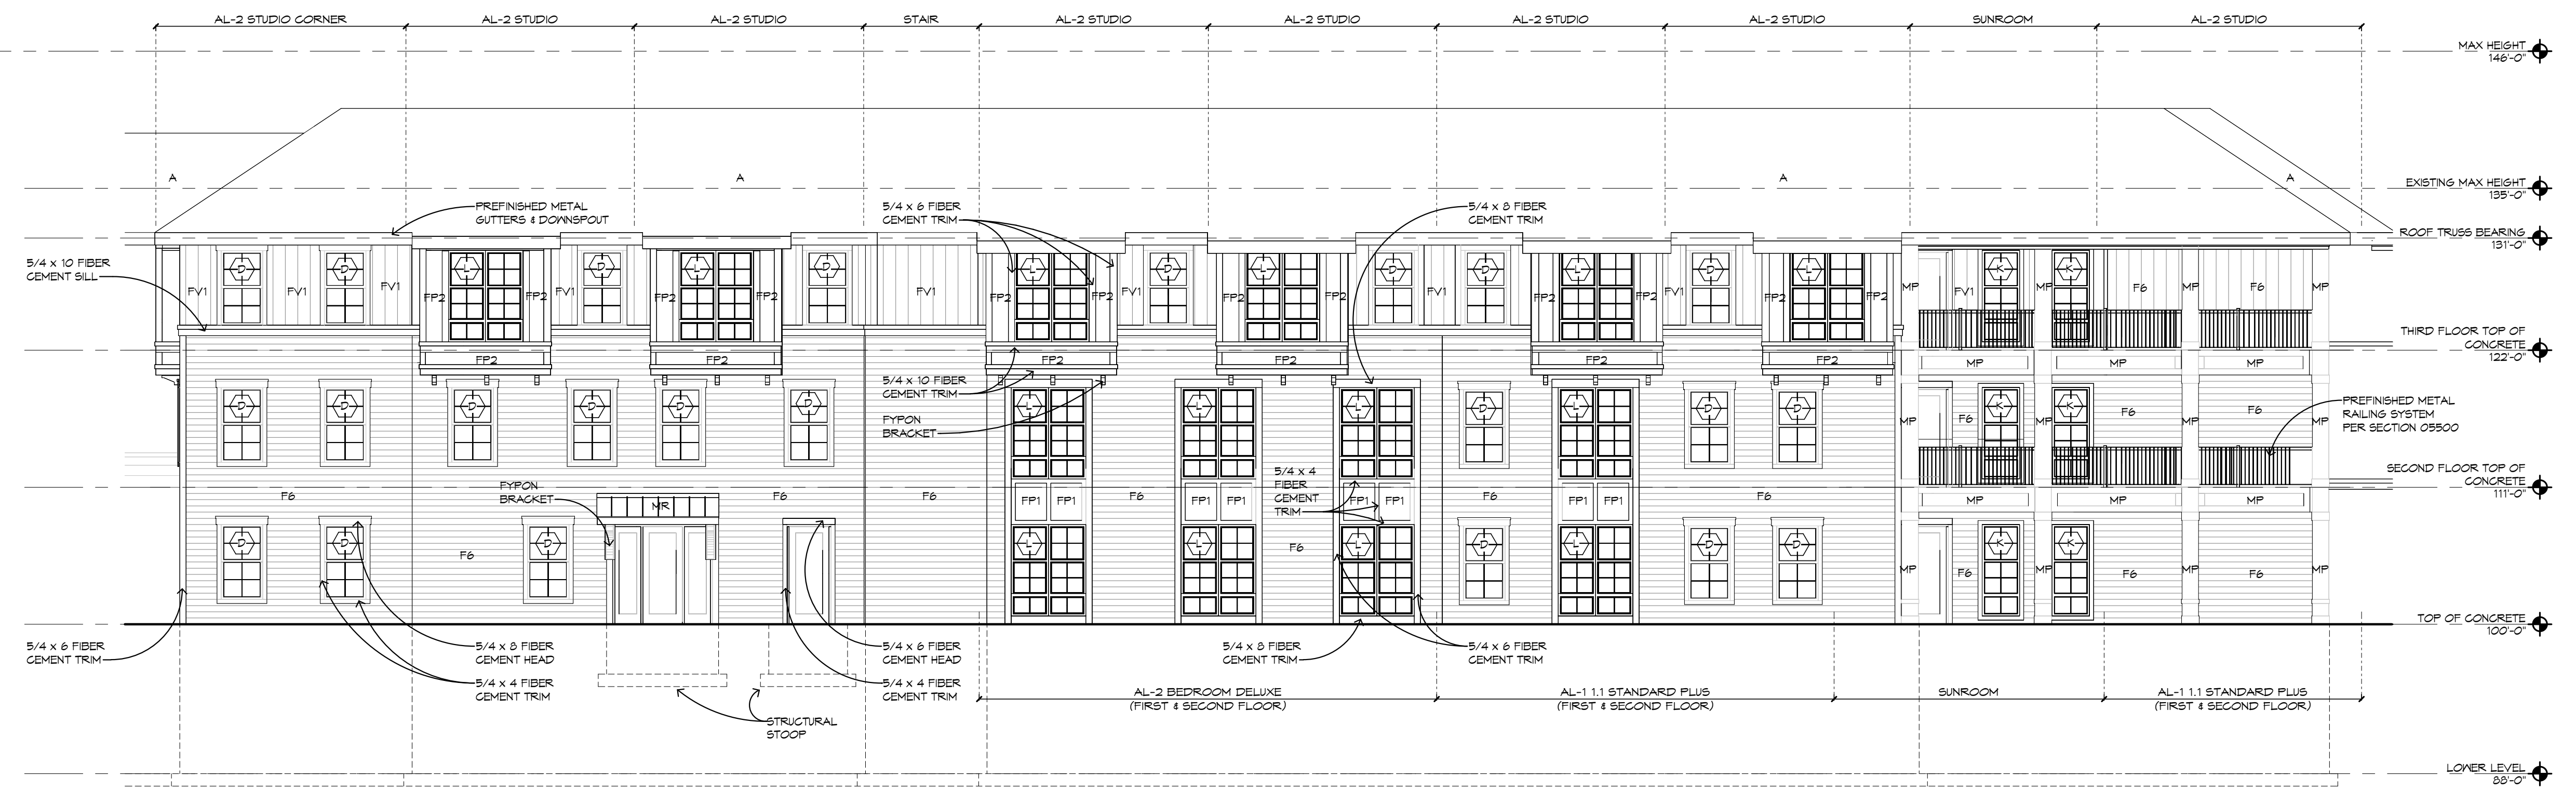 AL-2 STUDIO CORNER
AL-2 STUDIO
AL-2 STUDIO
STAIR
AL-2 STUDIO
AL-2 STUDIO
AL-2 STUDIO
AL-2 STUDIO
SUNROOM
AL-2 STUDIO
MAX HEIGHT
146'-0"
A
A
A
A
EXISTING MAX HEIGHT
135'-0"
PREFINISHED METAL
GUTTERS & DOWNSPOUT
5/4 x 6 FIBER
CEMENT TRIM
5/4 x 8 FIBER
CEMENT TRIM
ROOF TRUSS BEARING
131'-0"
5/4 x 10 FIBER
CEMENT SILL
D
D
L
L
D
D
L
D
L
D
D
L
D
L
K
K
FV1
FV1
FV1
FP2
FP2
FV1
FP2
FP2
FV1
FP2
FP2
FV1
FP2
FP2
FV1
FP2
FP2
FV1
FP2
FP2
MP
FV1
MP
F6
MP
F6
MP
THIRD FLOOR TOP OF
CONCRETE
122'-0"
FP2
FP2
FP2
FP2
FP2
FP2
MP
MP
MP
5/4 x 10 FIBER
CEMENT TRIM
FYPON
BRACKET
D
D
D
D
D
D
L
L
L
D
L
D
D
K
K
MP
F6
MP
F6
MP
F6
MP
PREFINISHED METAL
RAILING SYSTEM
PER SECTION 05500
5/4 x 4
FIBER
CEMENT
TRIM
SECOND FLOOR TOP OF
CONCRETE
111'-0"
FYPON
BRACKET
F6
MR
F6
F6
FP1
FP1
F6
FP1
FP1
FP1
FP1
F6
FP1
FP1
F6
MP
MP
MP
D
D
F6
D
L
L
F6
L
D
L
D
D
K
K
MP
F6
MP
F6
MP
F6
MP
TOP OF CONCRETE
100'-0"
5/4 x 6 FIBER
CEMENT TRIM
5/4 x 8 FIBER
CEMENT HEAD
5/4 x 4 FIBER
CEMENT TRIM
5/4 x 6 FIBER
CEMENT HEAD
5/4 x 4 FIBER
CEMENT TRIM
5/4 x 8 FIBER
CEMENT TRIM
5/4 x 6 FIBER
CEMENT TRIM
STRUCTURAL
STOOP
AL-2 BEDROOM DELUXE
(FIRST & SECOND FLOOR)
AL-1 1.1 STANDARD PLUS
(FIRST & SECOND FLOOR)
SUNROOM
AL-1 1.1 STANDARD PLUS
(FIRST & SECOND FLOOR)
LOWER LEVEL
88'-0"